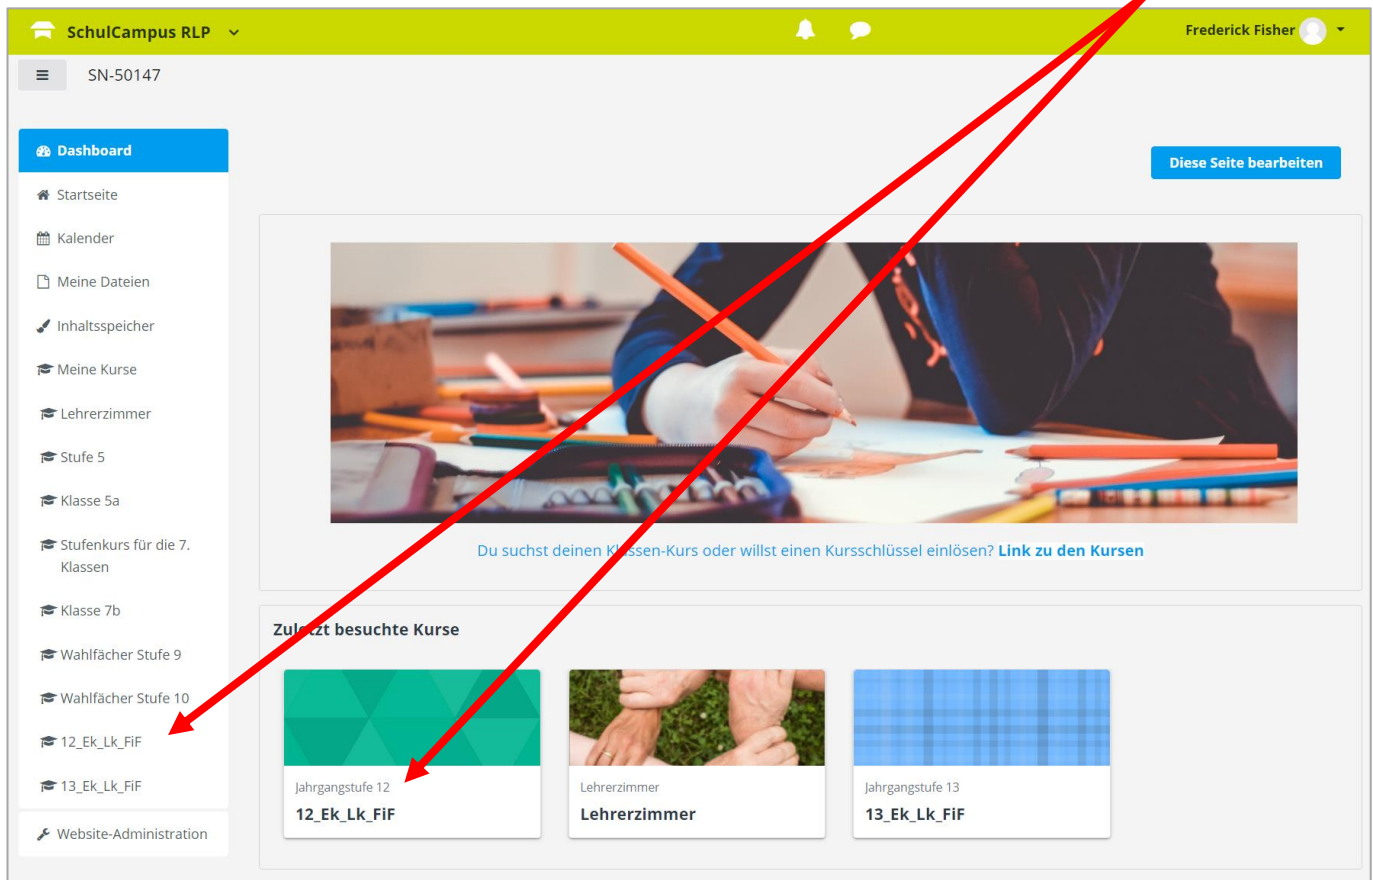 SchulCampus RLP
Frederick Fisher
SN-50147
Dashboard
Diese Seite bearbeiten
Startseite
Kalender
Meine Dateien
Inhaltsspeicher
Meine Kurse
Lehrerzimmer
Stufe 5
Klasse 5a
Stufenkurs für die 7.
Klassen
Klasse 7b
Wahlfächer Stufe 9
Wahlfächer Stufe 10
12_Ek_Lk_FiF
13_Ek_Lk_FiF
Website-Administration
Du suchst deinen Klassen-Kurs oder willst einen Kursschlüssel einlösen? Link zu den Kursen
Zuletzt besuchte Kurse
Jahrgangstufe 12
12_Ek_Lk_FiF
Lehrerzimmer
Lehrerzimmer
Jahrgangstufe 13
13_Ek_Lk_FiF